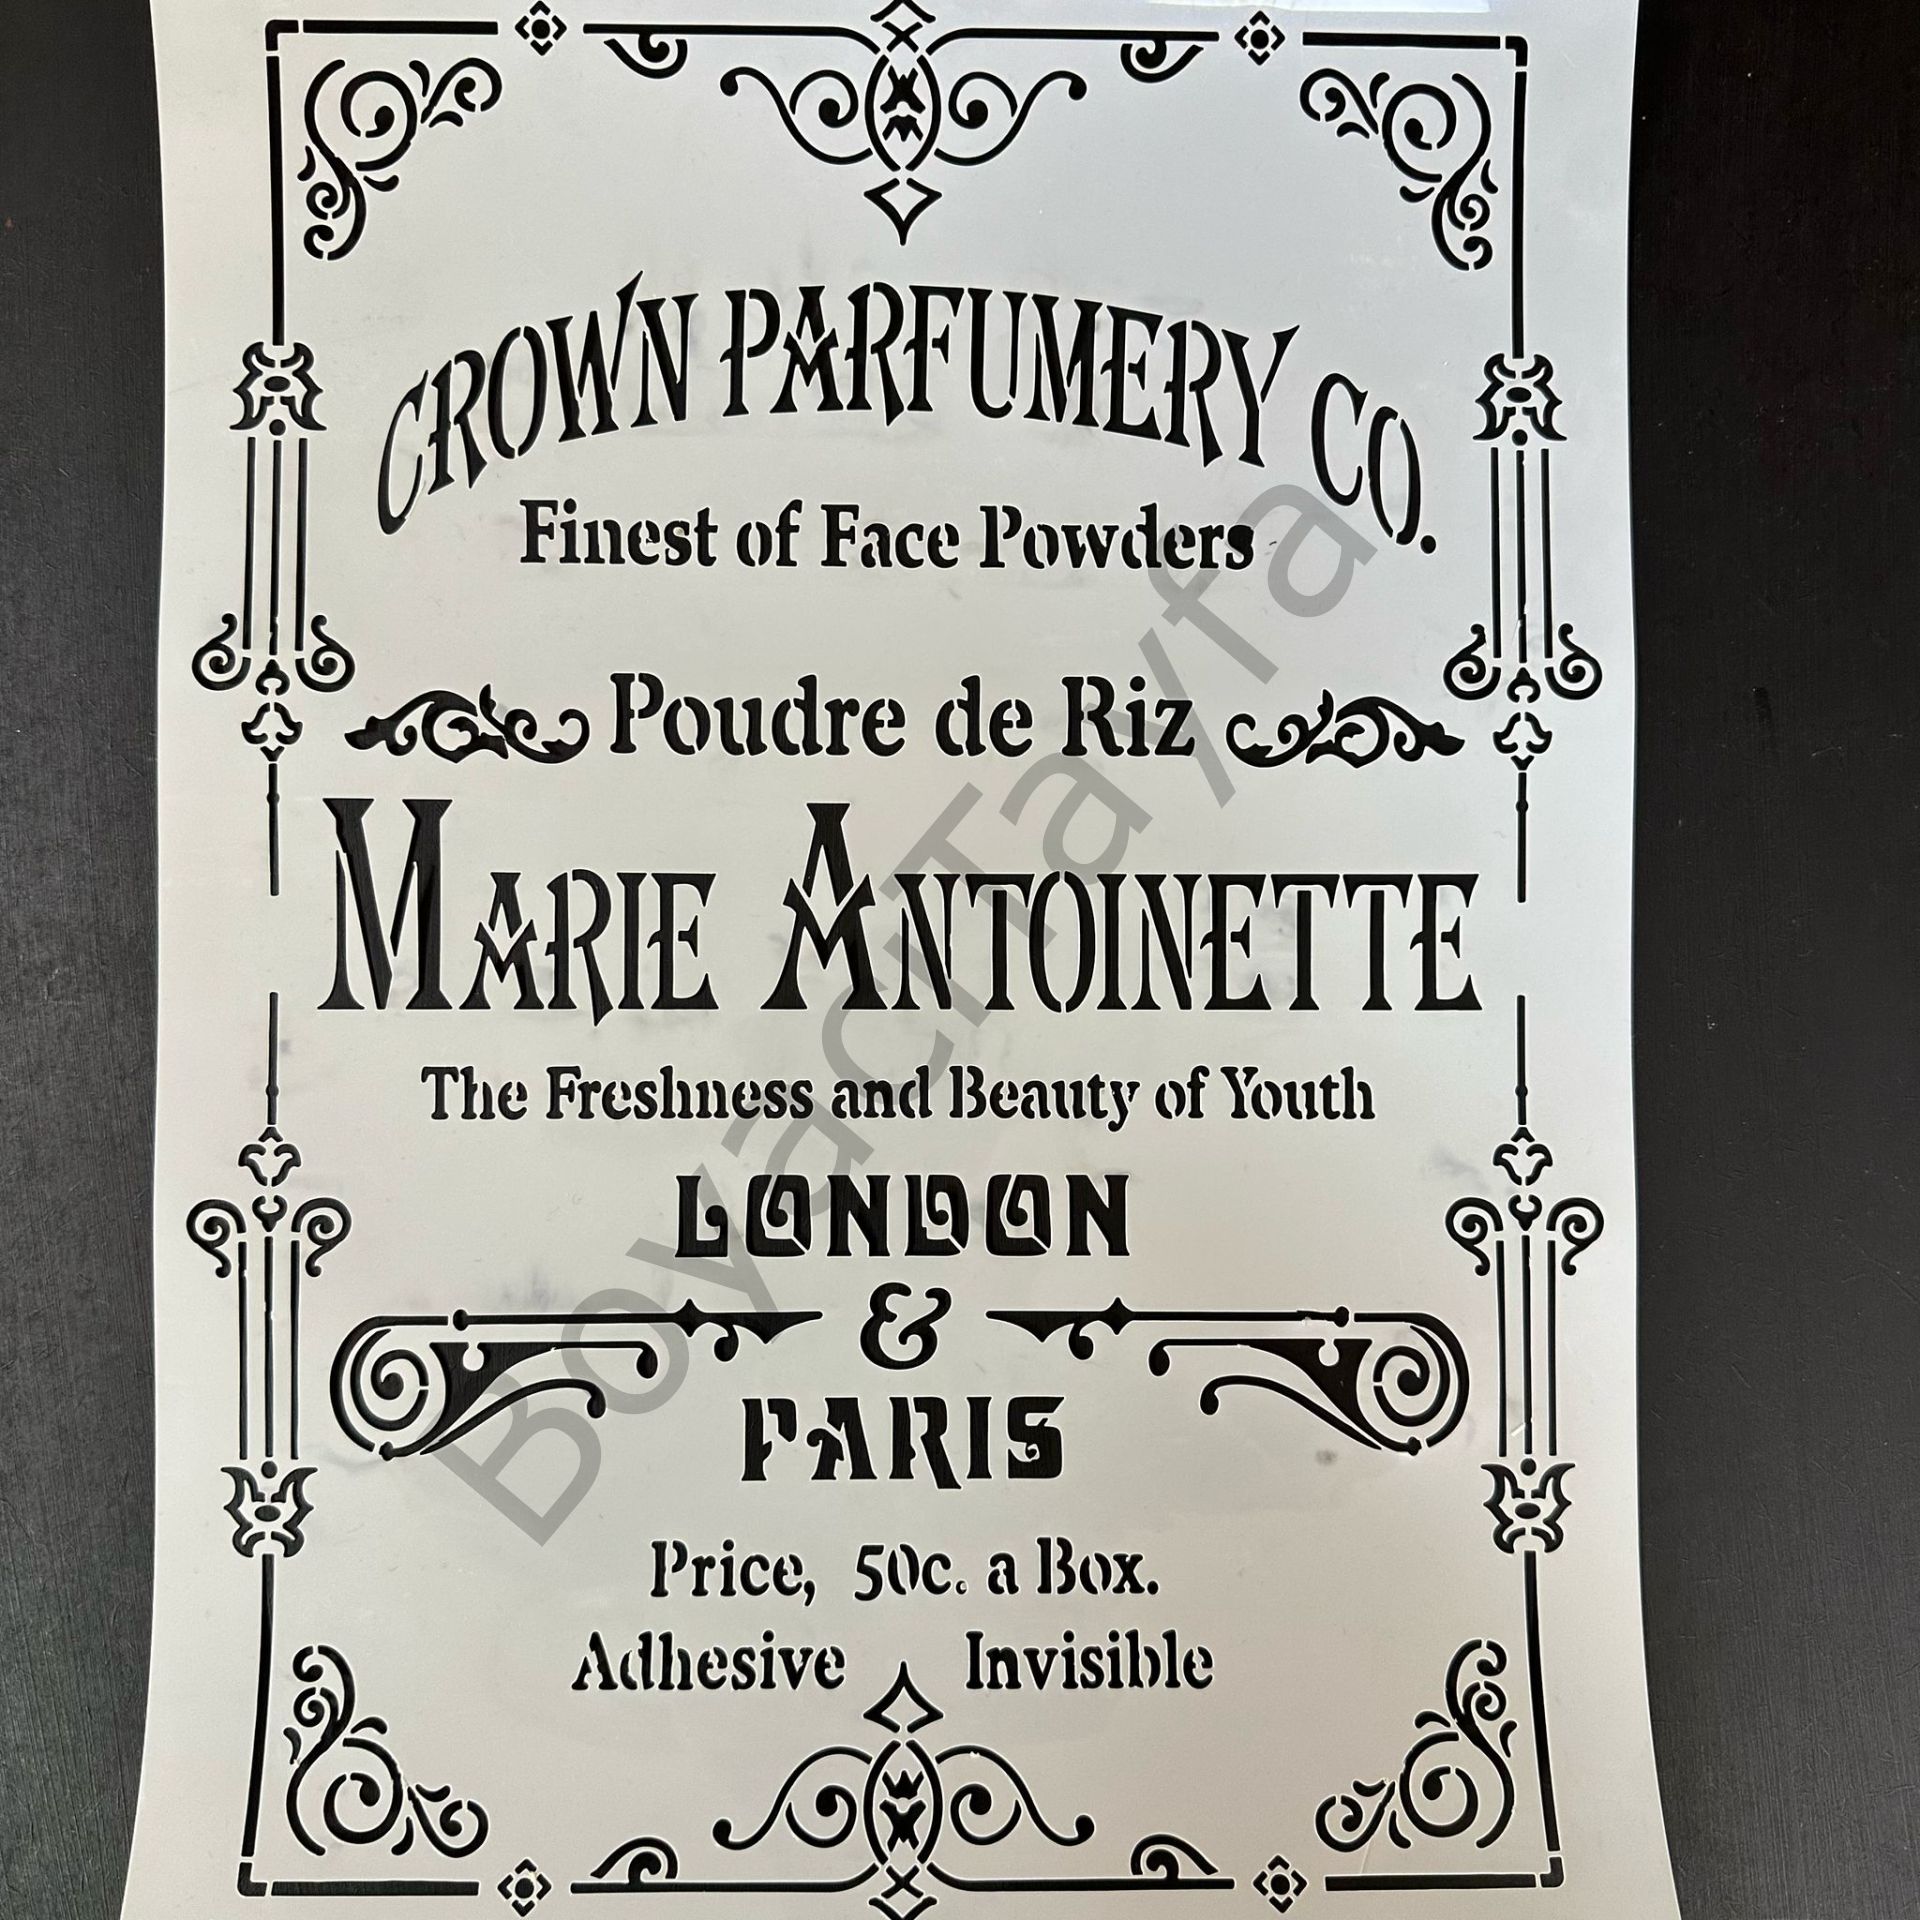 CROWN PARFUMERY CO.
Finest of Face Powders
Poudre de Riz
MARIE ANTOINETTE
The Freshness and Beauty of Youth
LONDON
&
PARIS
Price, 50c. a Box.
Adhesive Invisible
BoyacıTayfa